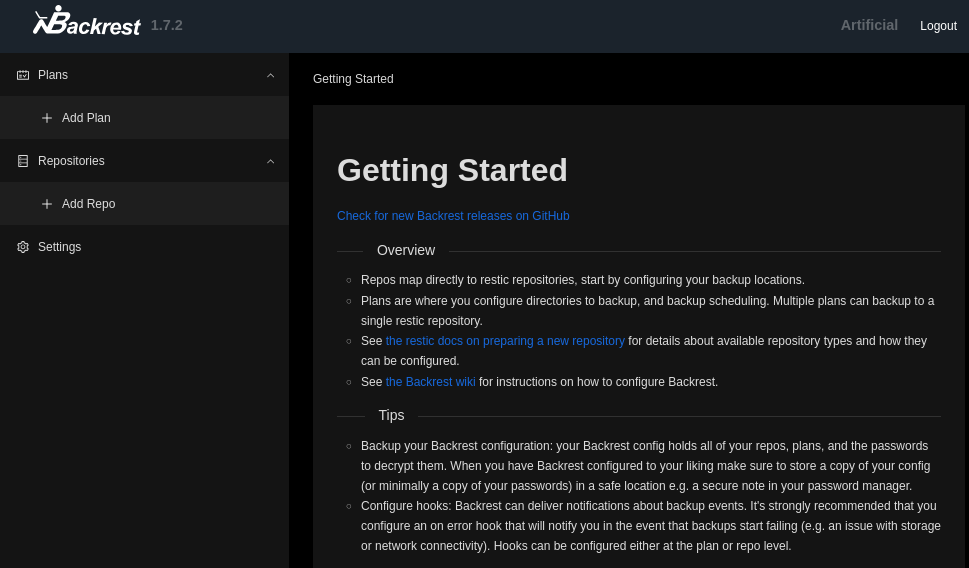 Backrest 1.7.2
Artificial
Logout
Plans
Add Plan
Repositories
Add Repo
Settings
Getting Started
Getting Started
Check for new Backrest releases on GitHub
Overview
Repos map directly to restic repositories, start by configuring your backup locations.
Plans are where you configure directories to backup, and backup scheduling. Multiple plans can backup to a
single restic repository.
See the restic docs on preparing a new repository for details about available repository types and how they
can be configured.
See the Backrest wiki for instructions on how to configure Backrest.
Tips
Backup your Backrest configuration: your Backrest config holds all of your repos, plans, and the passwords
to decrypt them. When you have Backrest configured to your liking make sure to store a copy of your config
(or minimally a copy of your passwords) in a safe location e.g. a secure note in your password manager.
Configure hooks: Backrest can deliver notifications about backup events. It's strongly recommended that you
configure an on error hook that will notify you in the event that backups start failing (e.g. an issue with storage
or network connectivity). Hooks can be configured either at the plan or repo level.